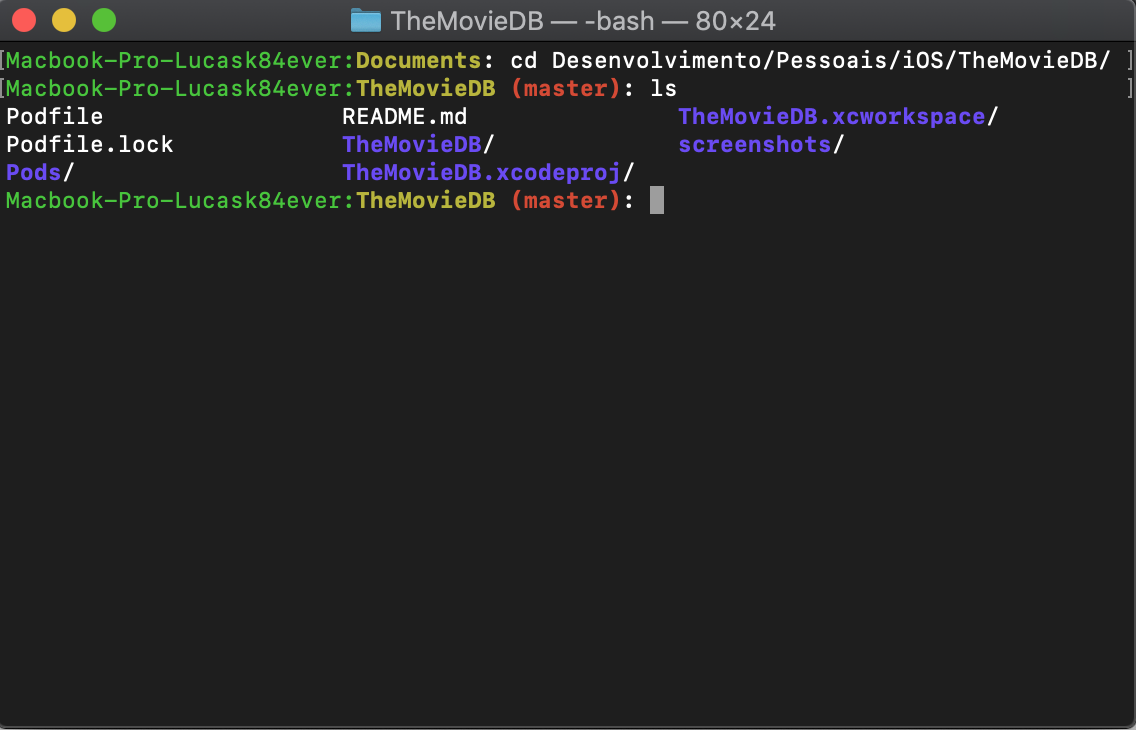 TheMovieDB — -bash — 80×24
[Macbook-Pro-Lucask84ever:Documents: cd Desenvolvimento/Pessoais/iOS/TheMovieDB/ ]
[Macbook-Pro-Lucask84ever:TheMovieDB (master): ls ]
Podfile README.md TheMovieDB.xcworkspace/
Podfile.lock TheMovieDB/ screenshots/
Pods/ TheMovieDB.xcodeproj/
Macbook-Pro-Lucask84ever:TheMovieDB (master):